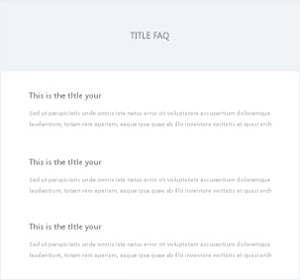 TITLE FAQ
This is the title your
Sed ut perspiciatis unde omnis iste natus error sit voluptatem accusantium doloremque
laudantium, totam rem aperiam, eaque ipsa quae ab illo inventore veritatis et quasi arch
This is the title your
Sed ut perspiciatis unde omnis iste natus error sit voluptatem accusantium doloremque
laudantium, totam rem aperiam, eaque ipsa quae ab illo inventore veritatis et quasi arch
This is the title your
Sed ut perspiciatis unde omnis iste natus error sit voluptatem accusantium doloremque
laudantium, totam rem aperiam, eaque ipsa quae ab illo inventore veritatis et quasi arch